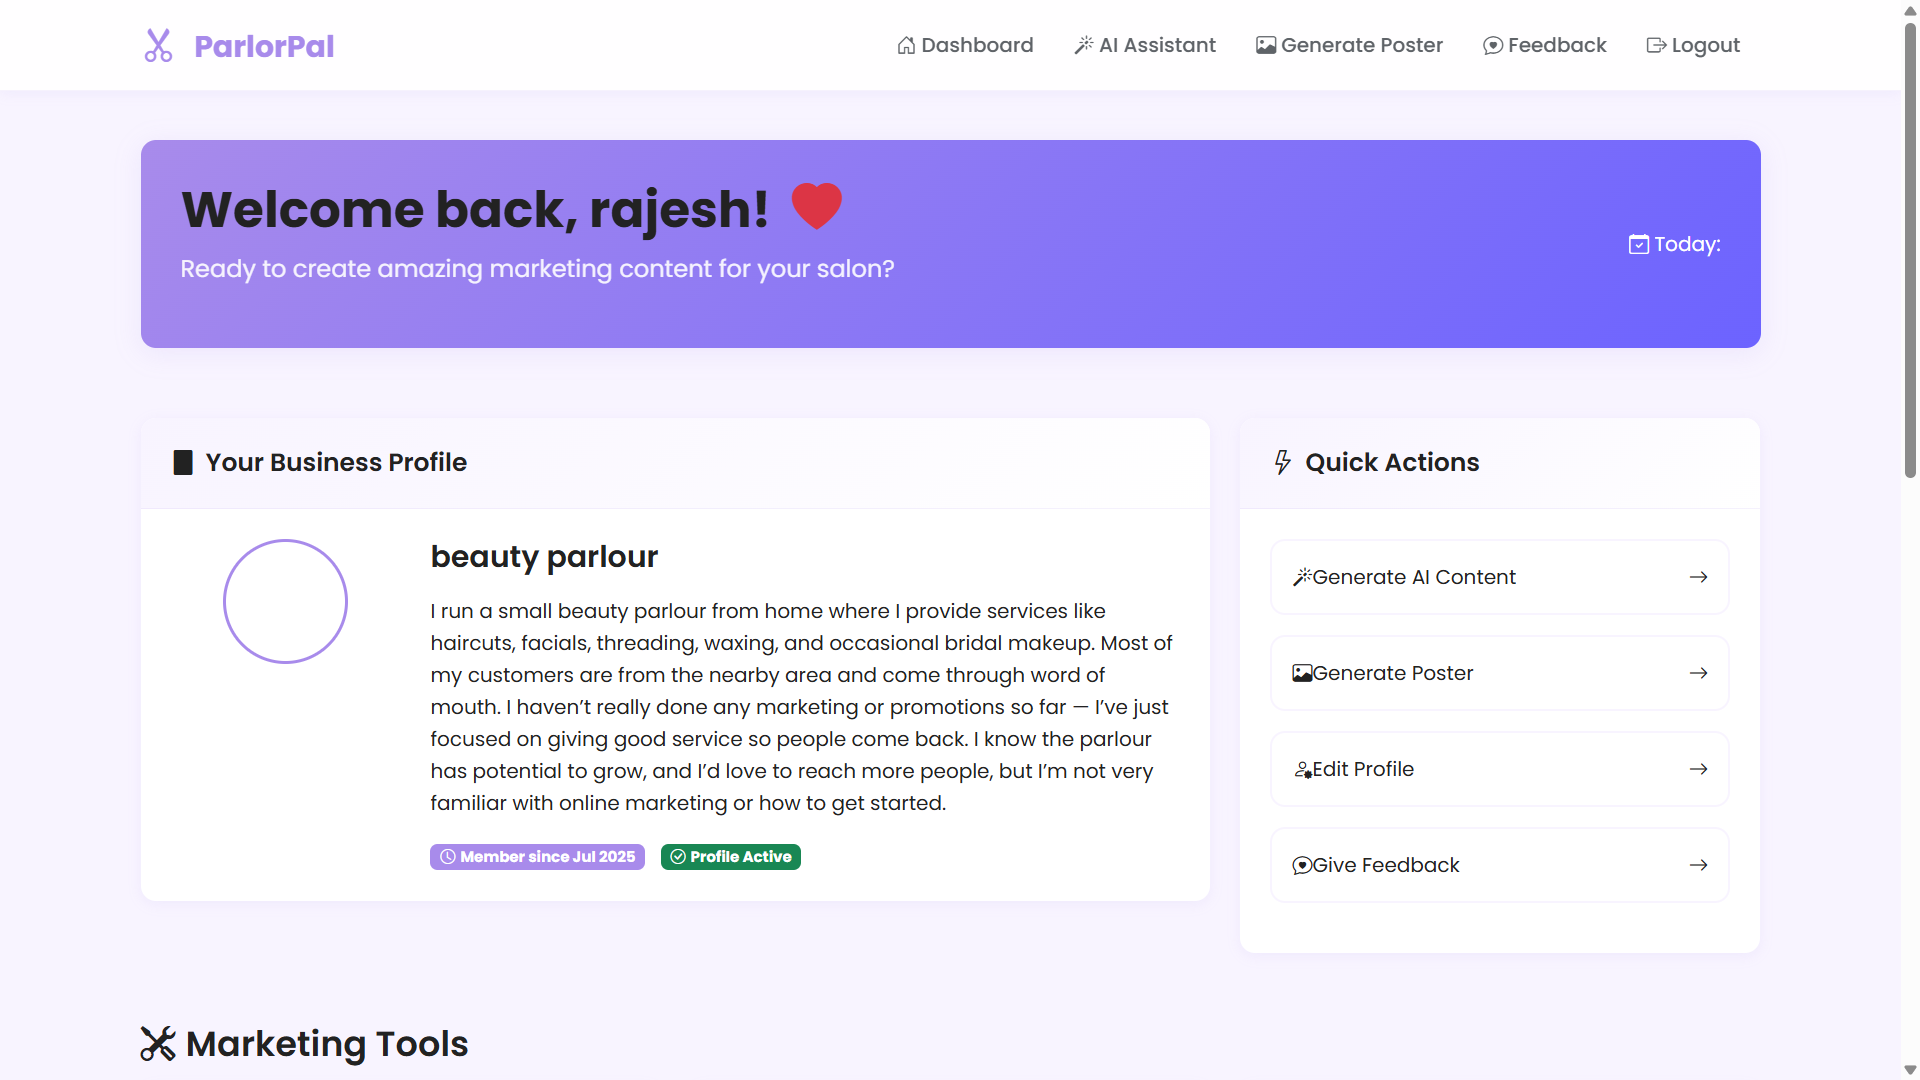 ParlorPal
Dashboard
AI Assistant
Generate Poster
Feedback
Logout
Welcome back, rajesh!
Ready to create amazing marketing content for your salon?
Today:
Your Business Profile
beauty parlour
I run a small beauty parlour from home where I provide services like
haircuts, facials, threading, waxing, and occasional bridal makeup. Most of
my customers are from the nearby area and come through word of
mouth. I haven’t really done any marketing or promotions so far — I’ve just
focused on giving good service so people come back. I know the parlour
has potential to grow, and I’d love to reach more people, but I’m not very
familiar with online marketing or how to get started.
Member since Jul 2025
Profile Active
Quick Actions
Generate AI Content
Generate Poster
Edit Profile
Give Feedback
Marketing Tools